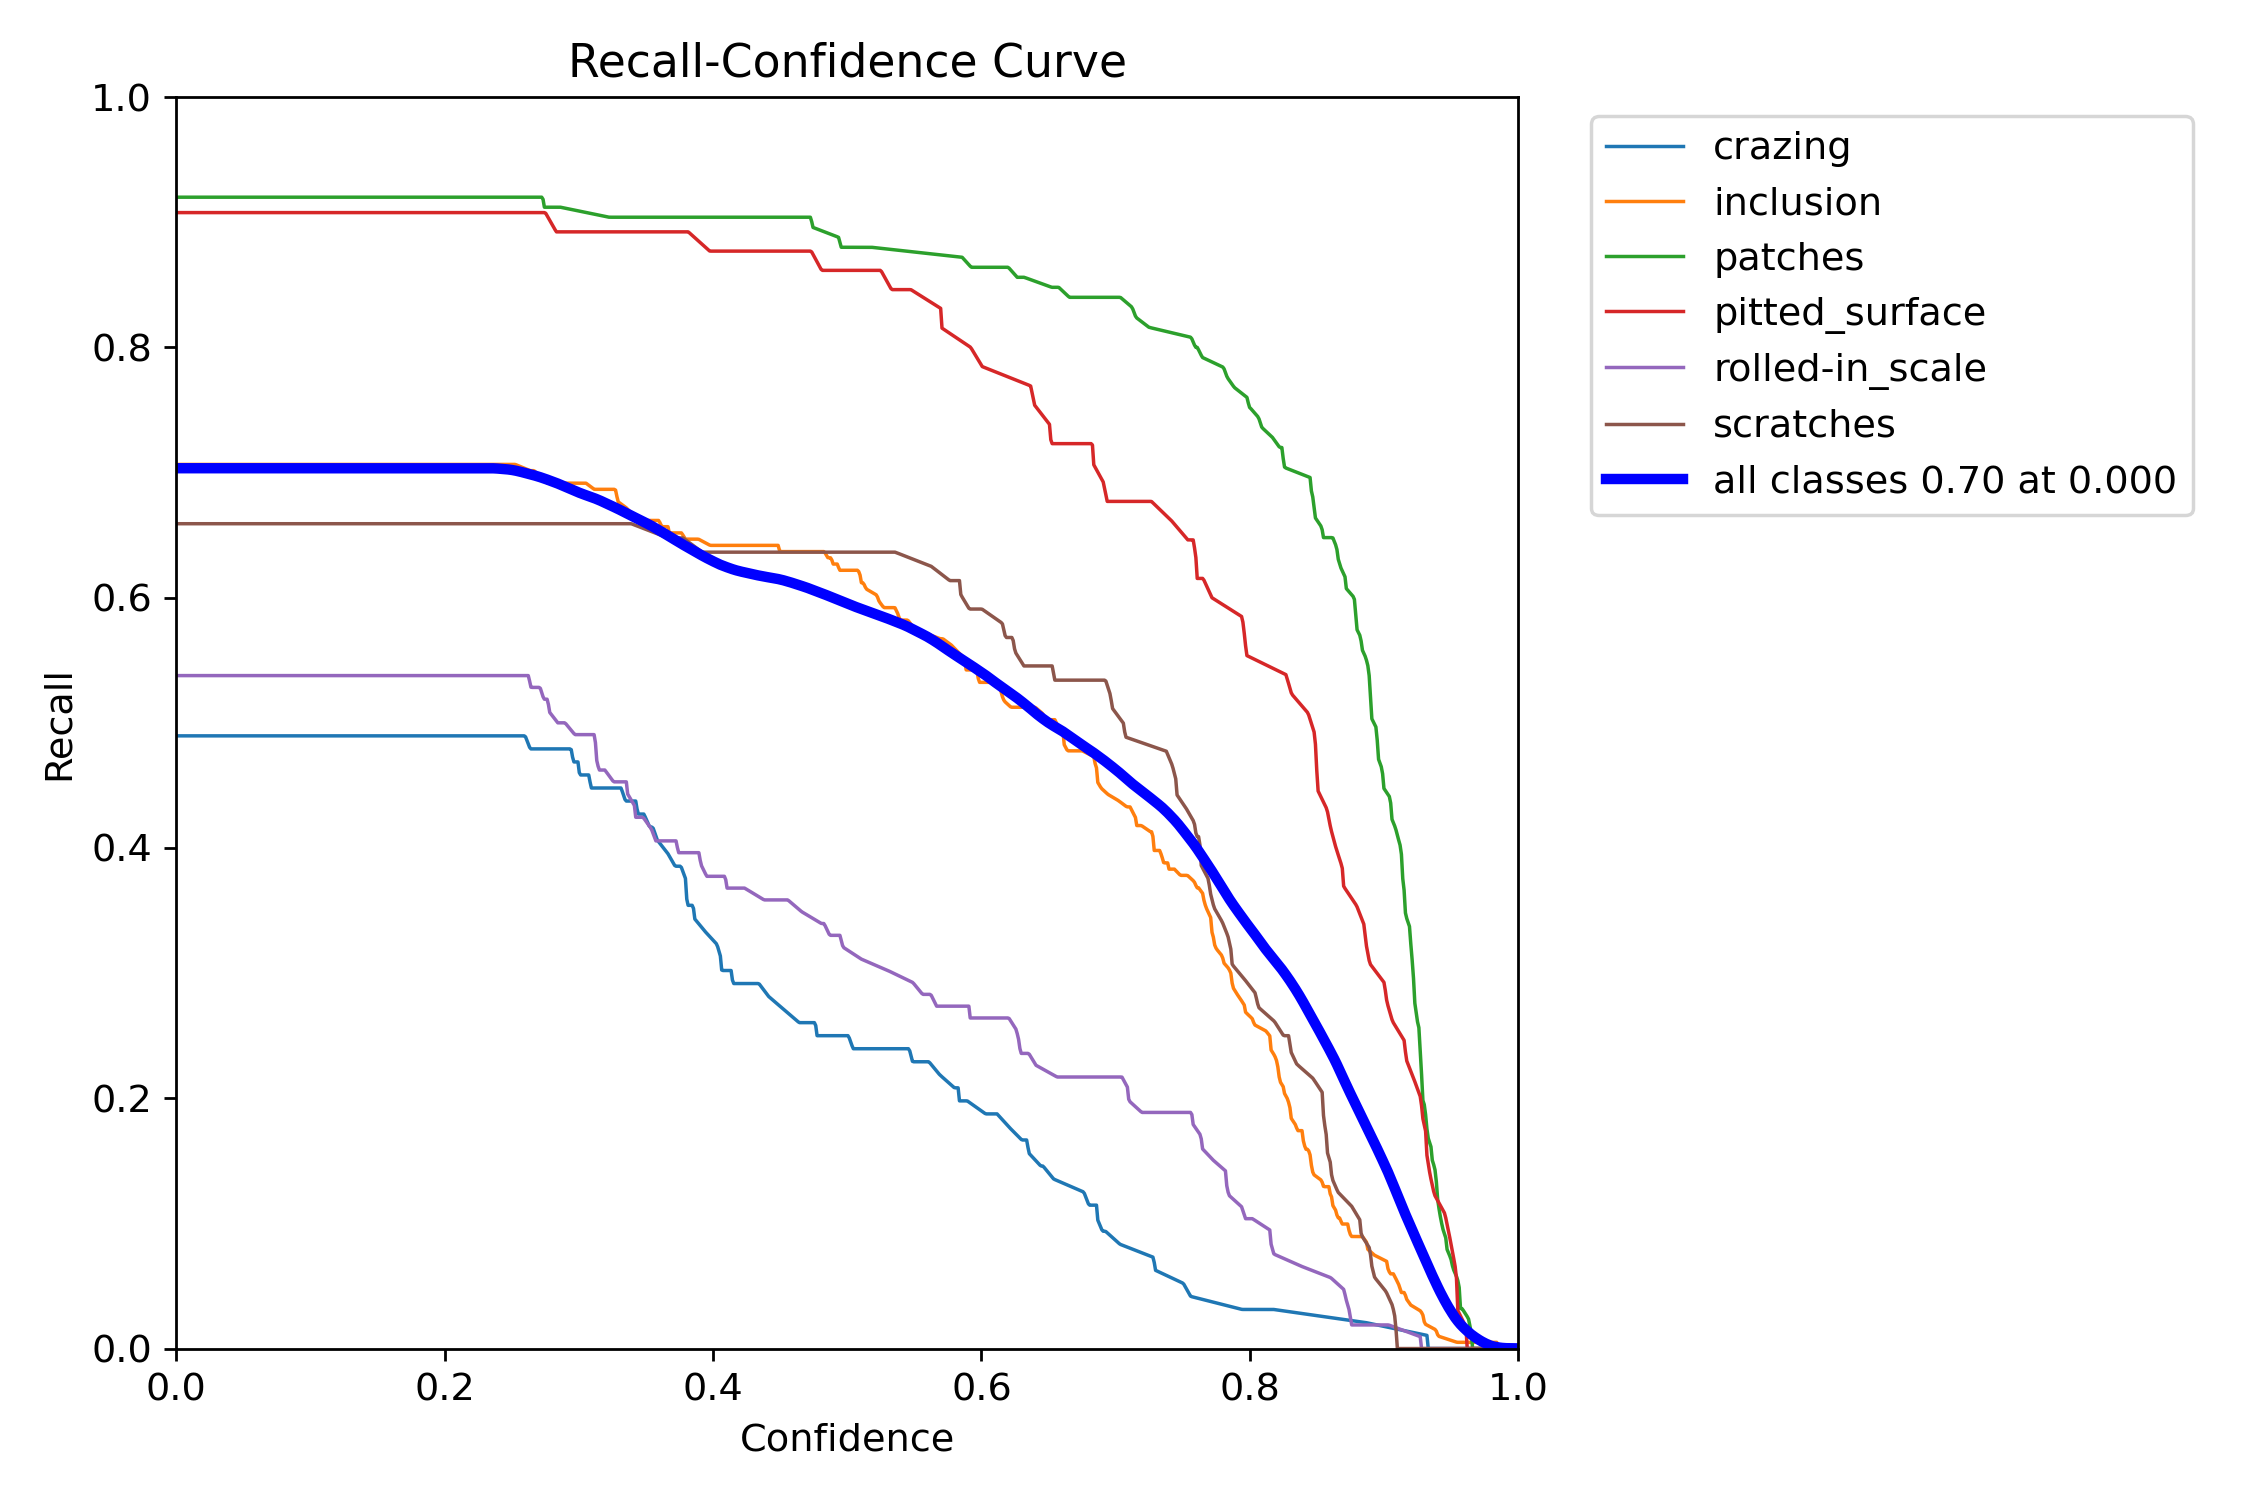 Recall-Confidence Curve
1.0
0.8
0.6
0.4
0.2
0.0
Recall
0.0 0.2 0.4 0.6 0.8 1.0
Confidence
crazing
inclusion
patches
pitted_surface
rolled-in_scale
scratches
all classes 0.70 at 0.000